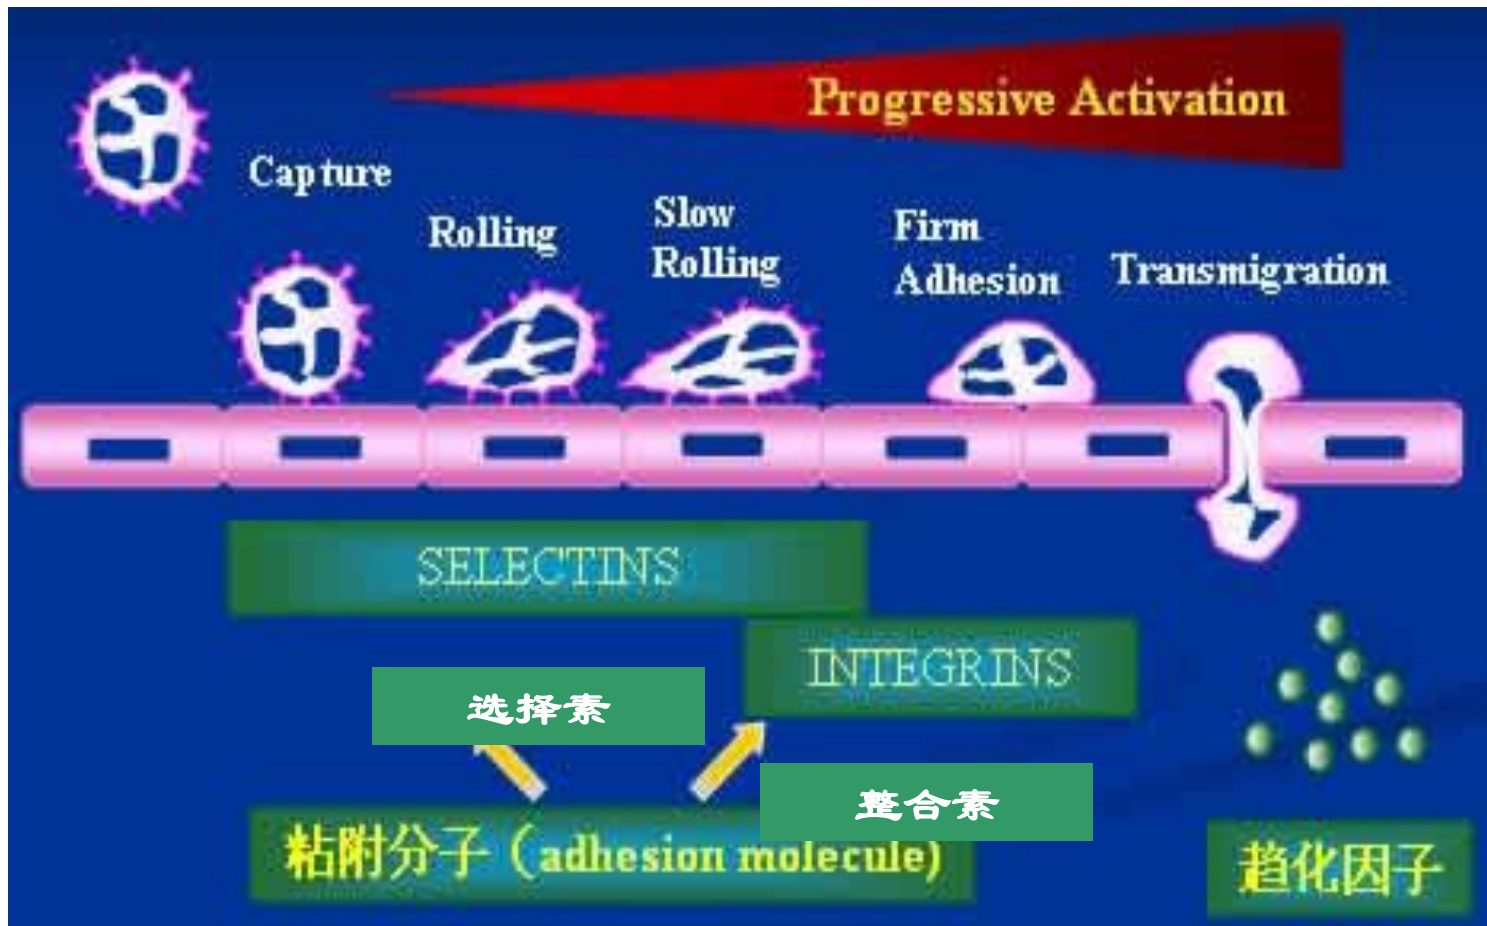 Progressive Activation
Capture
Rolling
Slow
Rolling
Firm
Adhesion
Transmigration
SELECTINS
INTEGRINS
选择素
整合素
粘附分子（adhesion molecule)
趋化因子